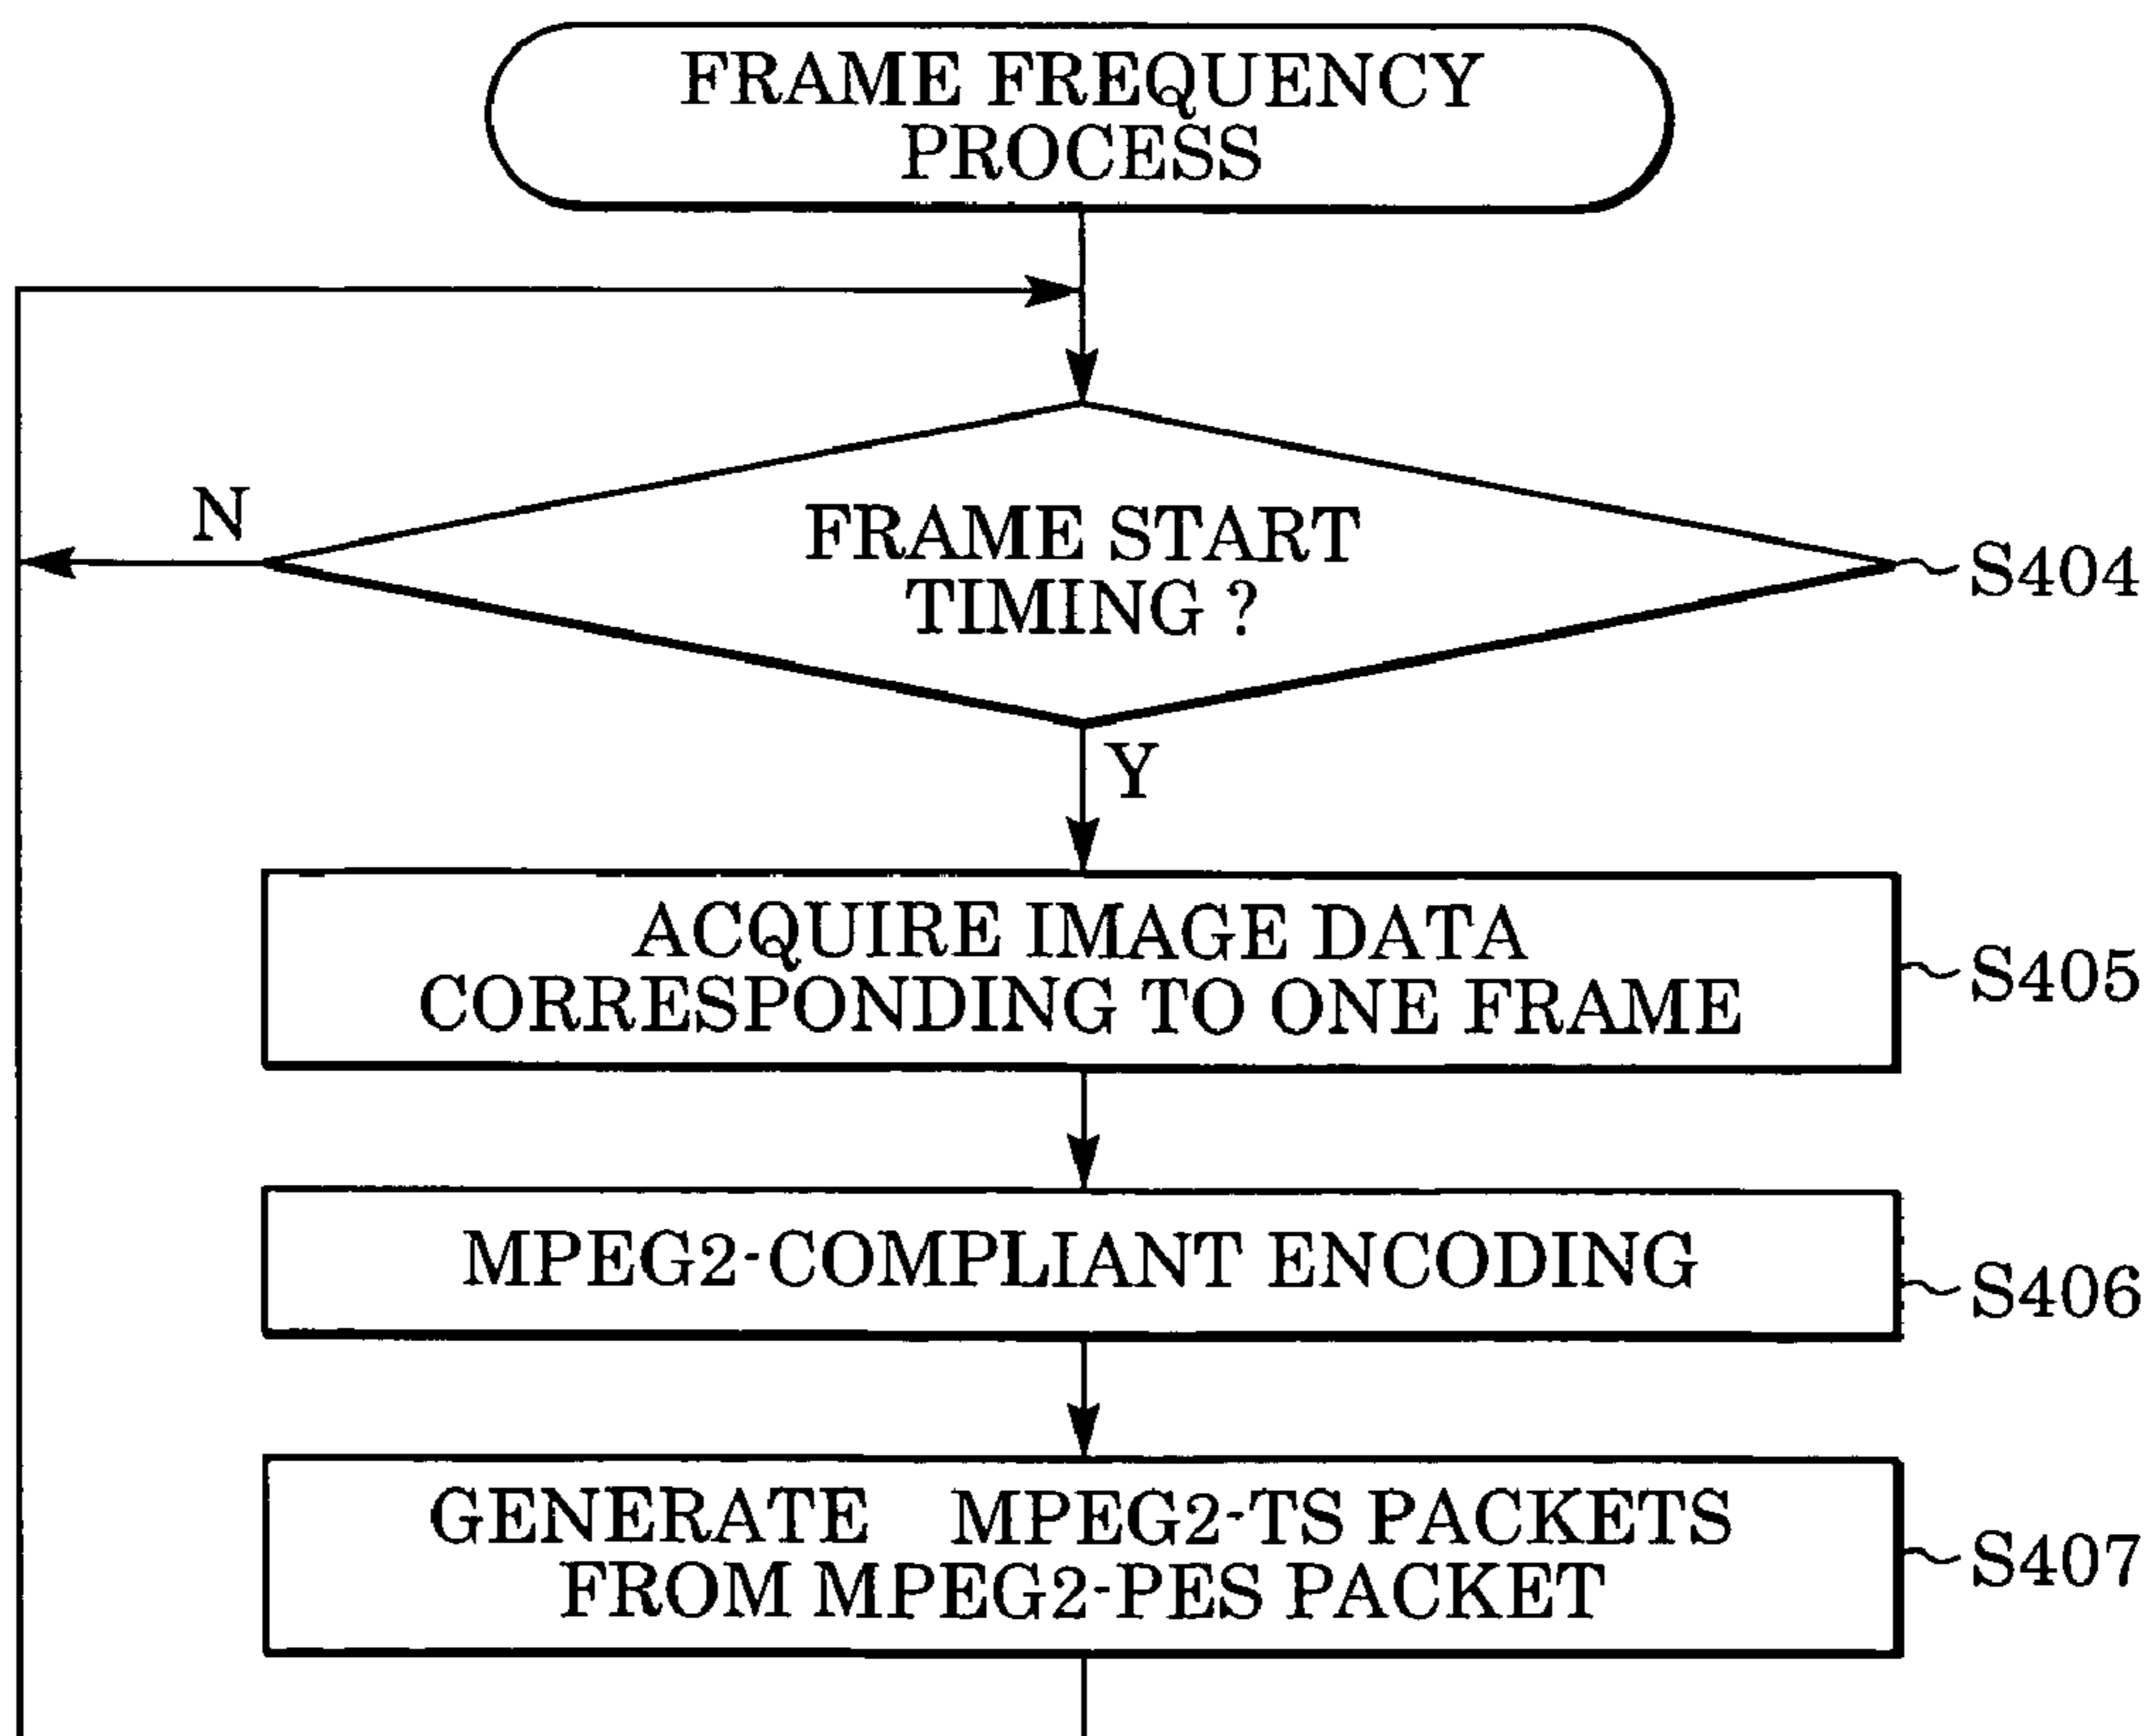 FRAME FREQUENCY
PROCESS
N
FRAME START
TIMING ?
S404
Y
ACQUIRE IMAGE DATA
CORRESPONDING TO ONE FRAME
S405
MPEG2-COMPLIANT ENCODING
S406
GENERATE MPEG2-TS PACKETS
FROM MPEG2-PES PACKET
S407